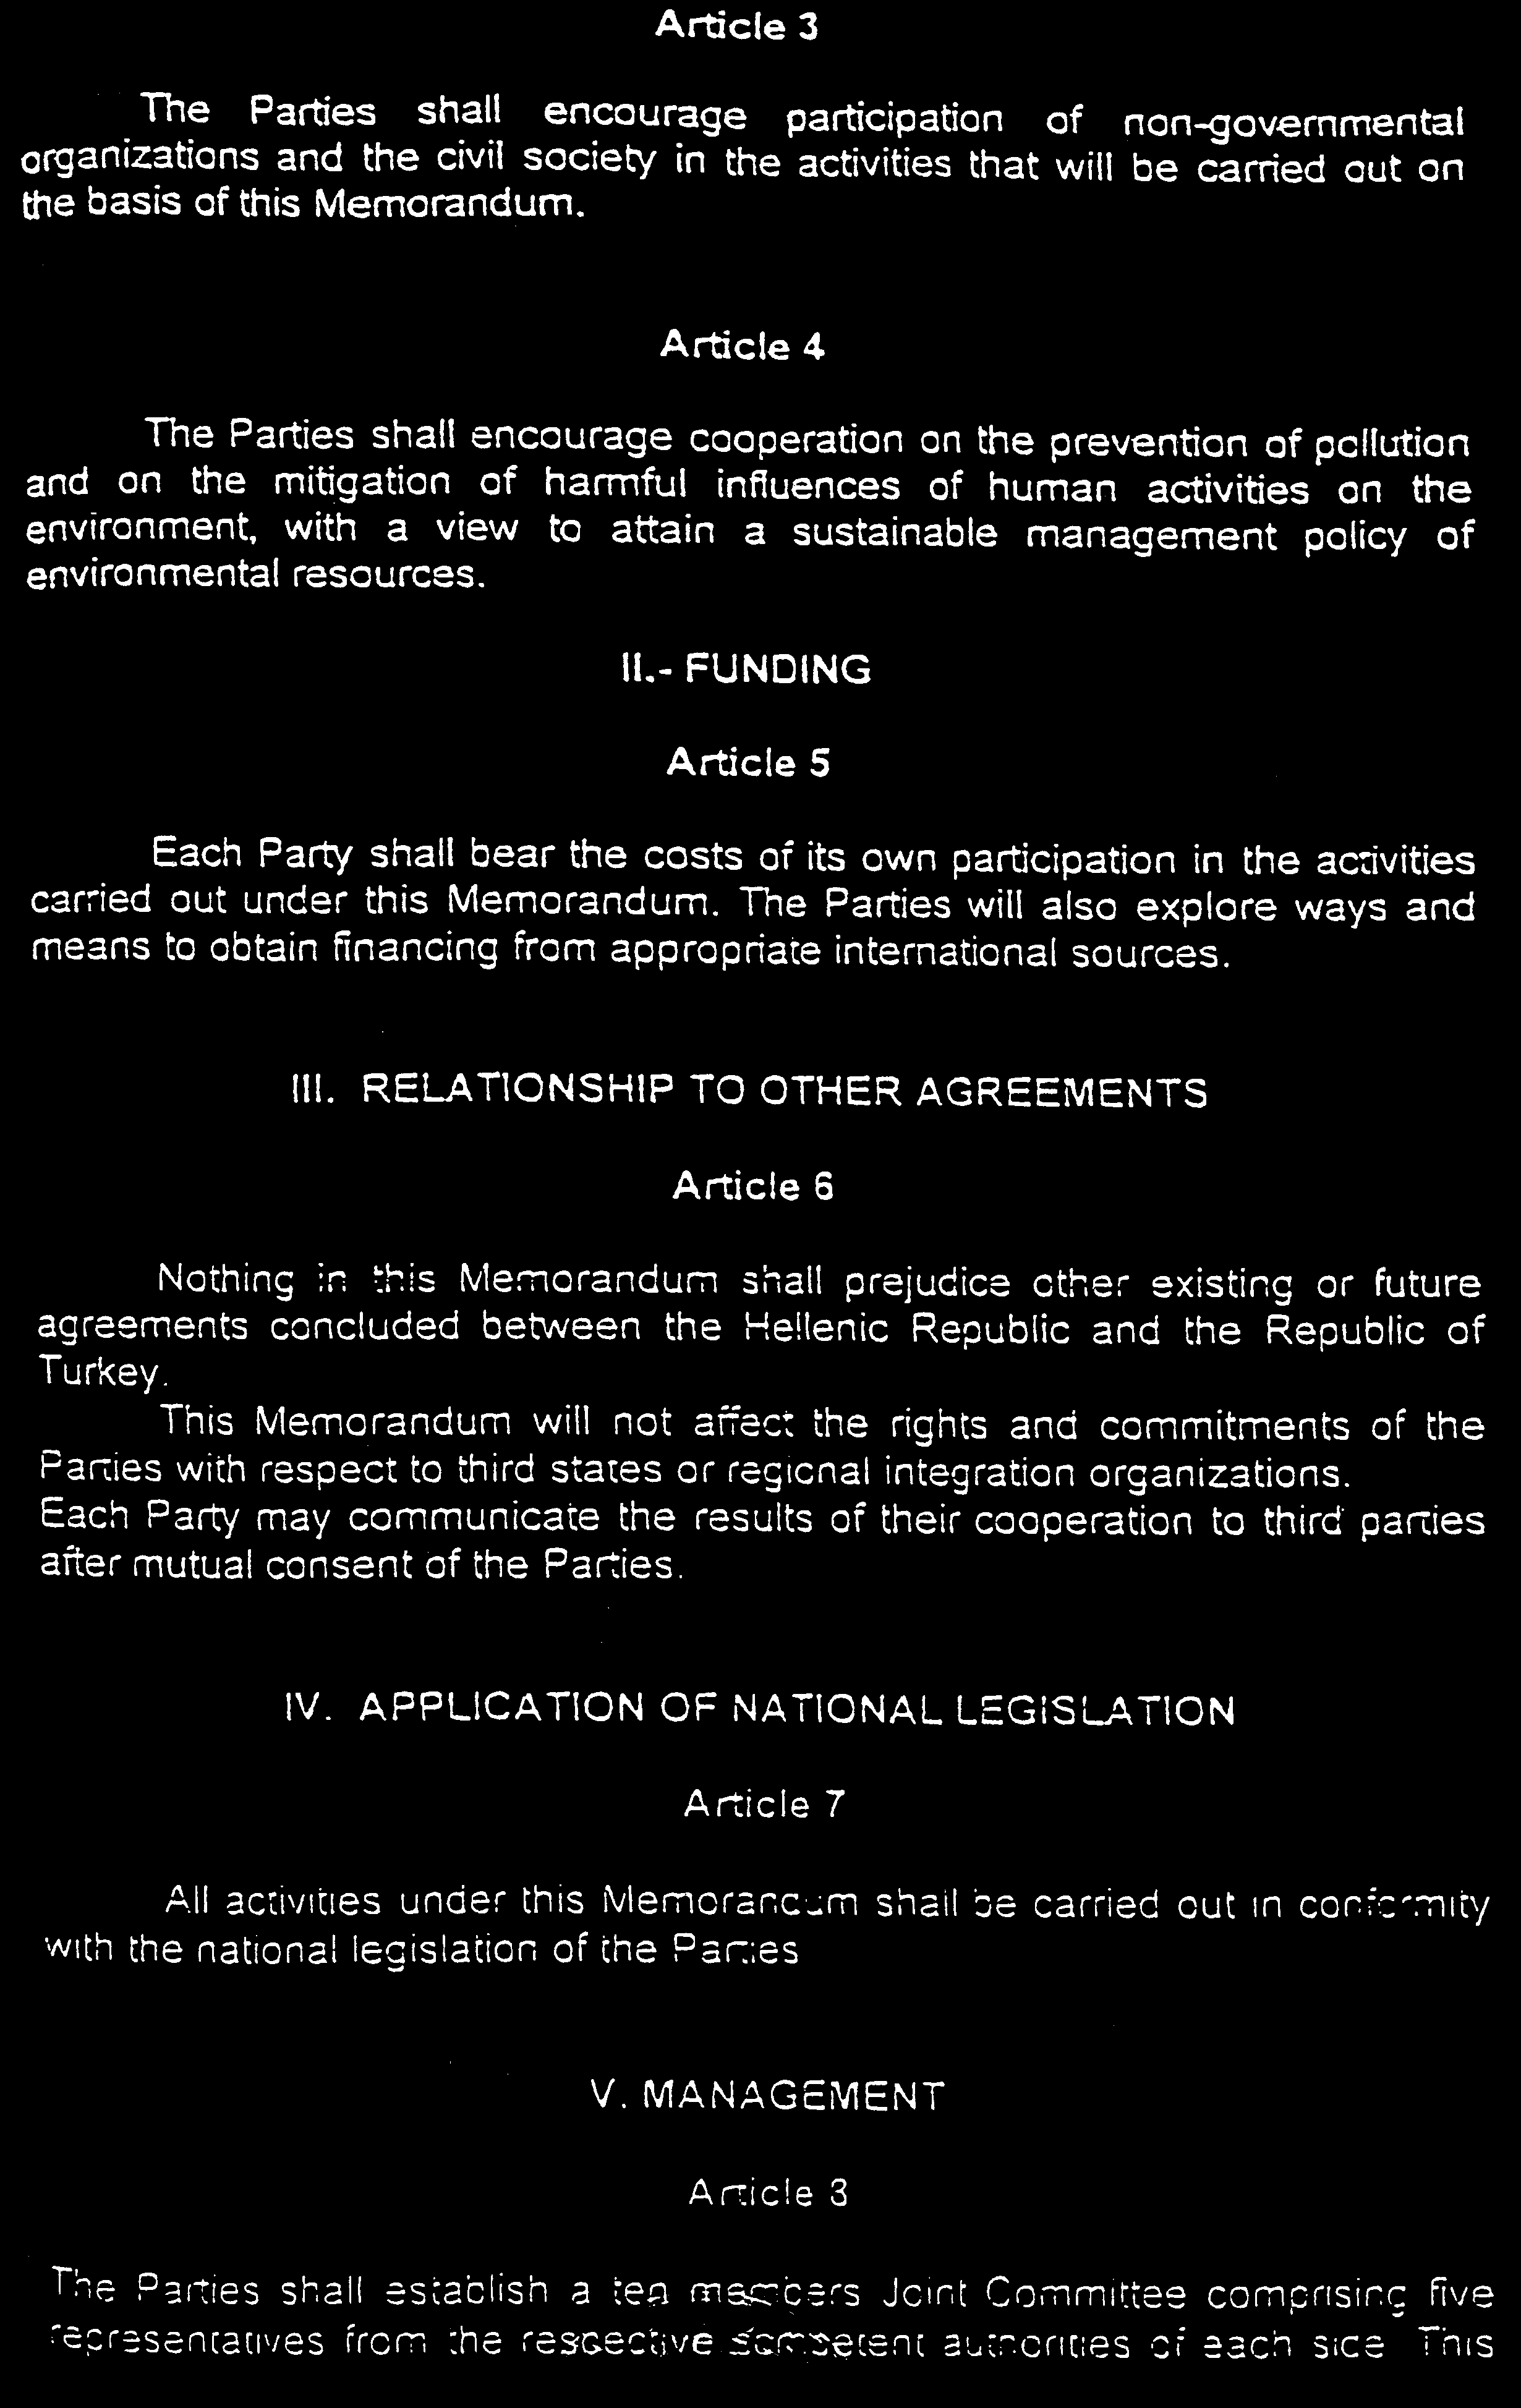 Article 3
The Parties shall encourage participation of non-governmental
organizations and the civil society in the activities that will be carried out on
the basis of this Memorandum.
Article 4
The Parties shall encourage cooperation on the prevention of pollution
and on the mitigation of harmful influences of human activities on the
environment, with a view to attain a sustainable management policy of
environmental resources.
II.- FUNDING
Article 5
Each Party shall bear the costs of its own participation in the activities
carried out under this Memorandum. The Parties will also explore ways and
means to obtain financing from appropriate international sources.
III. RELATIONSHIP TO OTHER AGREEMENTS
Article 6
Nothing in this Memorandum shall prejudice other existing or future
agreements concluded between the Hellenic Republic and the Republic of
Turkey.
This Memorandum will not affect the rights and commitments of the
Parties with respect to third states or regional integration organizations.
Each Party may communicate the results of their cooperation to third parties
after mutual consent of the Parties.
IV. APPLICATION OF NATIONAL LEGISLATION
Article 7
All activities under this Memorandum shall be carried out in conformity
with the national legislation of the Parties
V. MANAGEMENT
Article 8
The Parties shall establish a ten members Joint Committee comprising five
representatives from the respective competent authorities of each side This